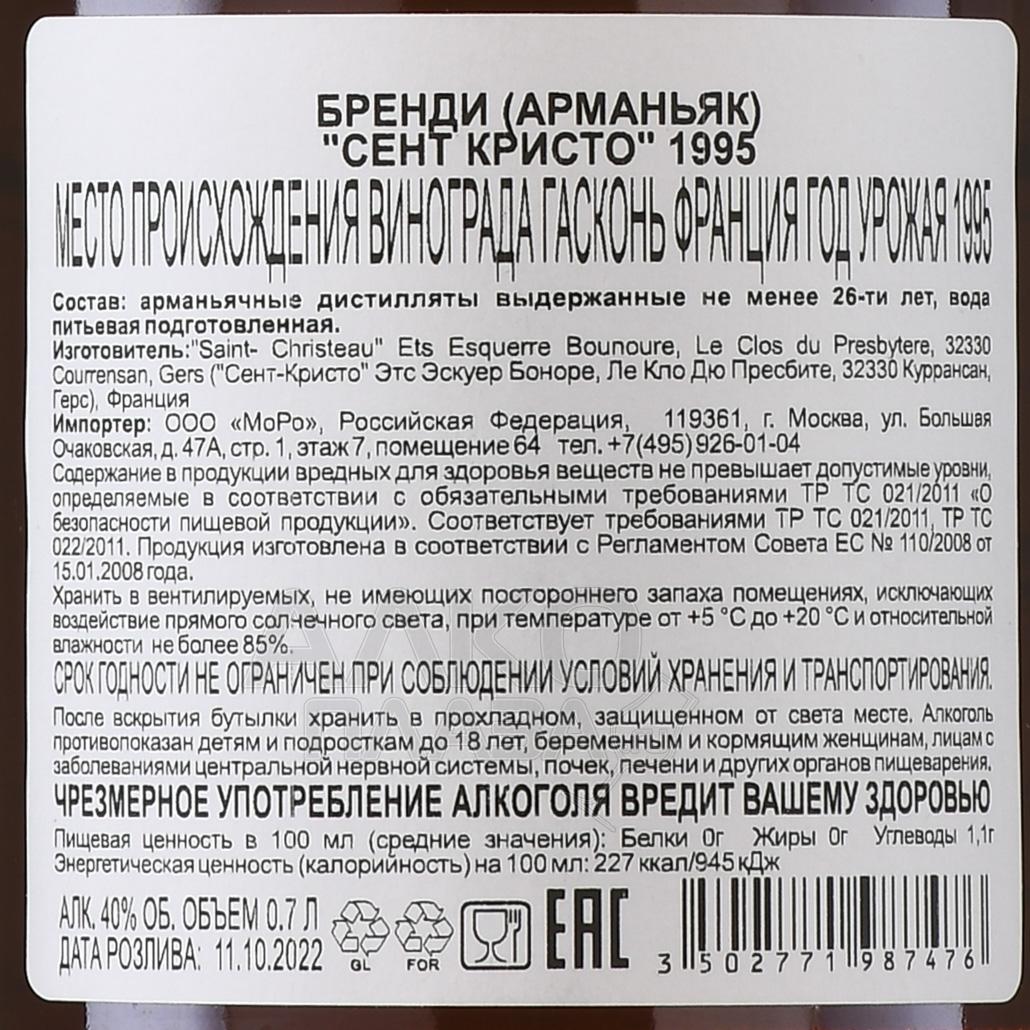 БРЕНДИ (АРМАНЬЯК)
"СЕНТ КРИСТО" 1995
МЕСТО ПРОИСХОЖДЕНИЯ ВИНОГРАДА ГАСКОНЬ ФРАНЦИЯ ГОД УРОЖАЯ 1995
Состав: арманьячные дистилляты выдержанные не менее 26-ти лет, вода
питьевая подготовленная.
Изготовитель:"Saint- Christeau" Ets Esquerre Bounoure, Le Clos du Presbytere, 32330
Courrensan, Gers ("Сент-Кристо" Этс Эскуер Боноре, Ле Кло Дю Пресбите, 32330 Куррансан,
Герс), Франция
Импортер: ООО «МоРо», Российская Федерация, 119361, г. Москва, ул. Большая
Очаковская, д. 47А, стр. 1, этаж 7, помещение 64 тел. +7(495) 926-01-04
Содержание в продукции вредных для здоровья веществ не превышает допустимые уровни,
определяемые в соответствии с обязательными требованиями ТР ТС 021/2011 «О
безопасности пищевой продукции». Соответствует требованиями ТР ТС 021/2011, ТР ТС
022/2011. Продукция изготовлена в соответствии с Регламентом Совета ЕС № 110/2008 от
15.01.2008 года.
Хранить в вентилируемых, не имеющих постороннего запаха помещениях, исключающих
воздействие прямого солнечного света, при температуре от +5 °С до +20 °С и относительной
влажности не более 85%.
СРОК ГОДНОСТИ НЕ ОГРАНИЧЕН ПРИ СОБЛЮДЕНИИ УСЛОВИЙ ХРАНЕНИЯ И ТРАНСПОРТИРОВАНИЯ.
После вскрытия бутылки хранить в прохладном, защищенном от света месте. Алкоголь
противопоказан детям и подросткам до 18 лет, беременным и кормящим женщинам, лицам с
заболеваниями центральной нервной системы, почек, печени и других органов пищеварения.
ЧРЕЗМЕРНОЕ УПОТРЕБЛЕНИЕ АЛКОГОЛЯ ВРЕДИТ ВАШЕМУ ЗДОРОВЬЮ
Пищевая ценность в 100 мл (средние значения): Белки 0г Жиры 0г Углеводы 1,1г
Энергетическая ценность (калорийность) на 100 мл: 227 ккал/945 кДж
АЛК. 40% ОБ. ОБЪЕМ 0.7 Л
ДАТА РОЗЛИВА: 11.10.2022
GL FOR
EAC
3 502771 987476
АЛКО
ПЛАЗА